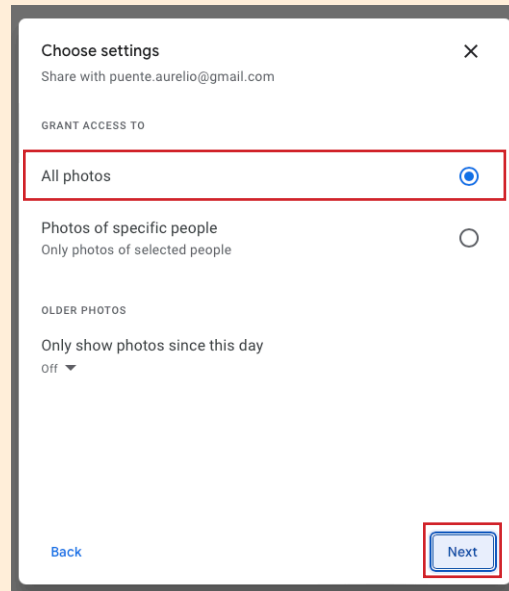 Choose settings
Share with puente.aurelio@gmail.com
GRANT ACCESS TO
All photos
Photos of specific people
Only photos of selected people
OLDER PHOTOS
Only show photos since this day
Off
Back
Next